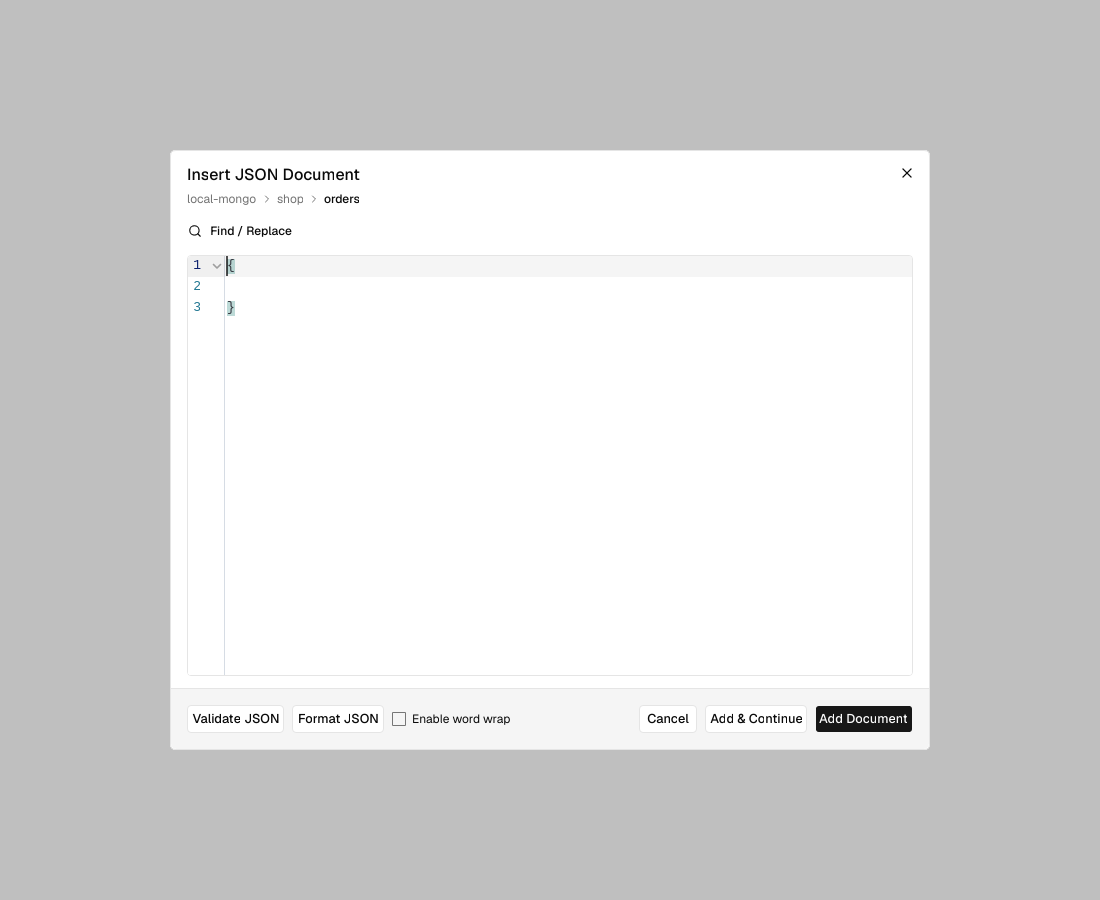 Insert JSON Document
local-mongo > shop > orders
Find / Replace
1 {
2
3 }
Validate JSON Format JSON Enable word wrap Cancel Add & Continue Add Document